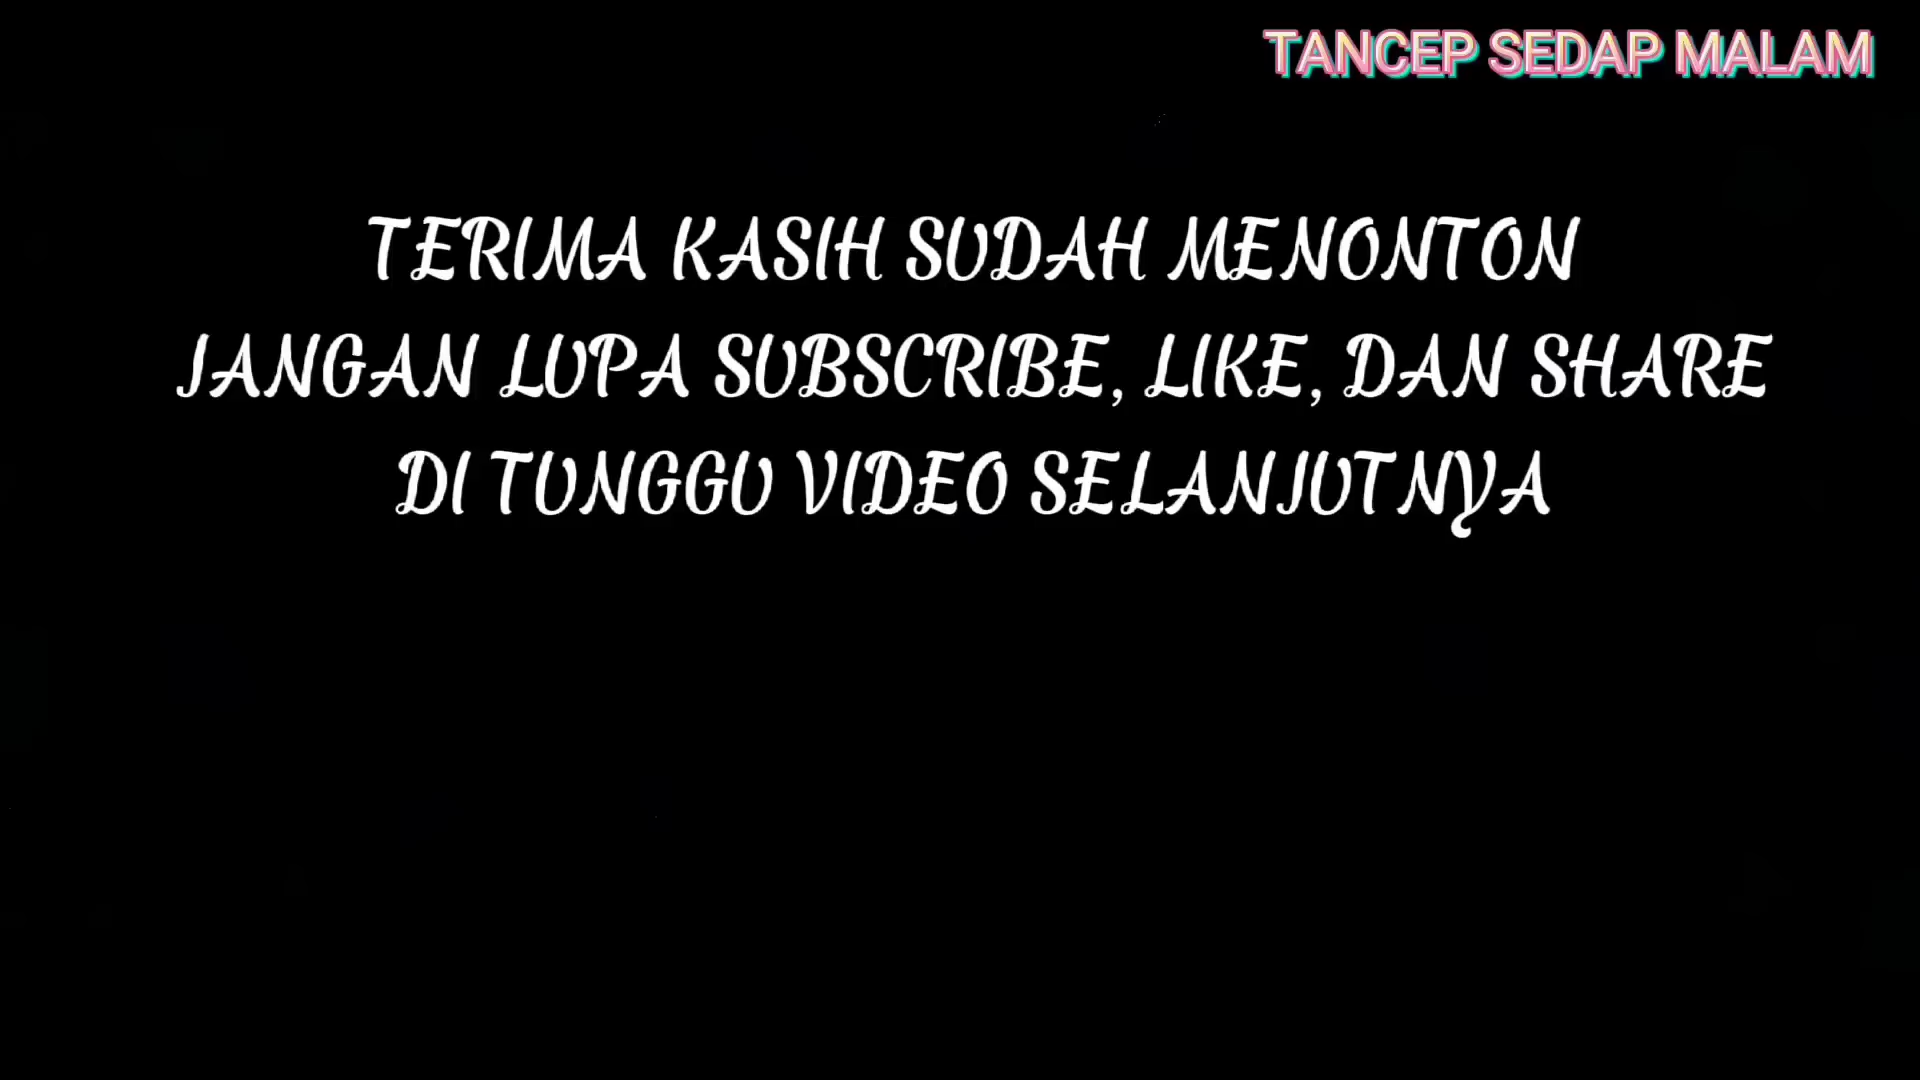 TANCEP SEDAP MALAM
TERIMA KASIH SUDAH MENONTON
JANGAN LUPA SUBSCRIBE, LIKE, DAN SHARE
DI TUNGGU VIDEO SELANJUTNYA